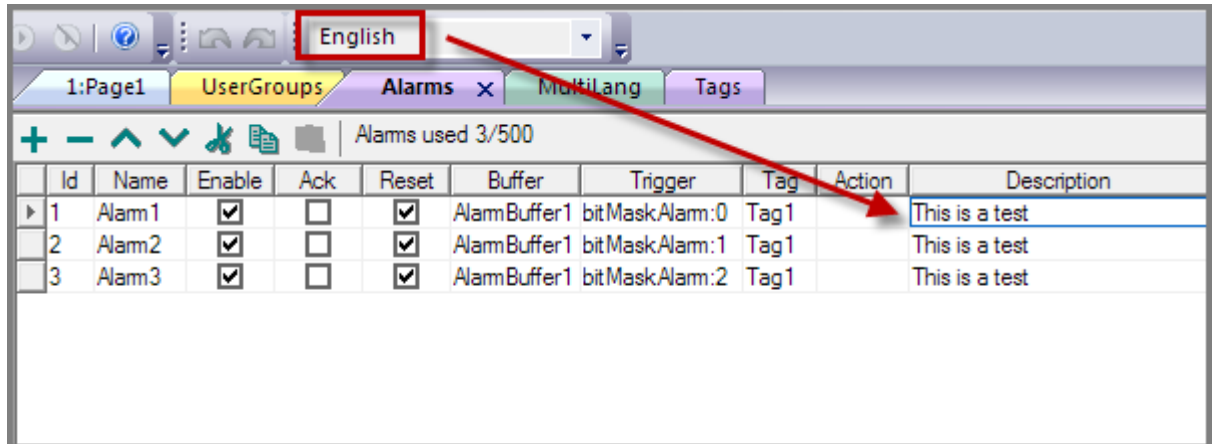 English
1:Page1 UserGroups Alarms x MultiLang Tags
Alarms used 3/500
Id Name Enable Ack Reset Buffer Trigger Tag Action Description
1 Alarm1 AlarmBuffer1 bitMaskAlarm:0 Tag1 This is a test
2 Alarm2 AlarmBuffer1 bitMaskAlarm:1 Tag1 This is a test
3 Alarm3 AlarmBuffer1 bitMaskAlarm:2 Tag1 This is a test